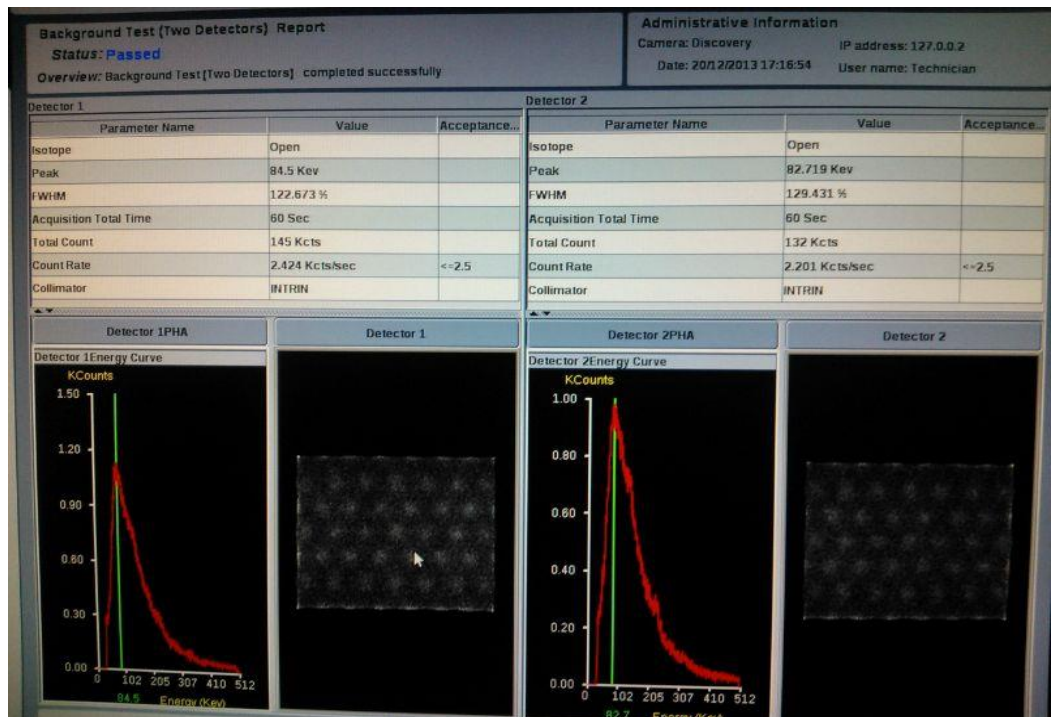 Background Test (Two Detectors) Report
Status: Passed
Overview: Background Test [Two Detectors] completed successfully
Administrative Information
Camera: Discovery IP address: 127.0.0.2
Date: 20/12/2013 17:16:54 User name: Technician
Detector 1
Parameter Name Value Acceptance...
Isotope Open
Peak 84.5 Kev
FWHM 122.673 %
Acquisition Total Time 60 Sec
Total Count 145 Kcts
Count Rate 2.424 Kcts/sec <=2.5
Collimator INTRIN
Detector 2
Parameter Name Value Acceptance...
Isotope Open
Peak 82.719 Kev
FWHM 129.431 %
Acquisition Total Time 60 Sec
Total Count 132 Kcts
Count Rate 2.201 Kcts/sec <=2.5
Collimator INTRIN
Detector 1PHA Detector 1
Detector 1Energy Curve
KCounts
1.50
1.20
0.90
0.60
0.30
0.00
0 102 205 307 410 512
84.5 Energy (Kev)
Detector 2PHA Detector 2
Detector 2Energy Curve
KCounts
1.00
0.80
0.60
0.40
0.20
0.00
0 102 205 307 410 512
82.7 Energy (Kev)